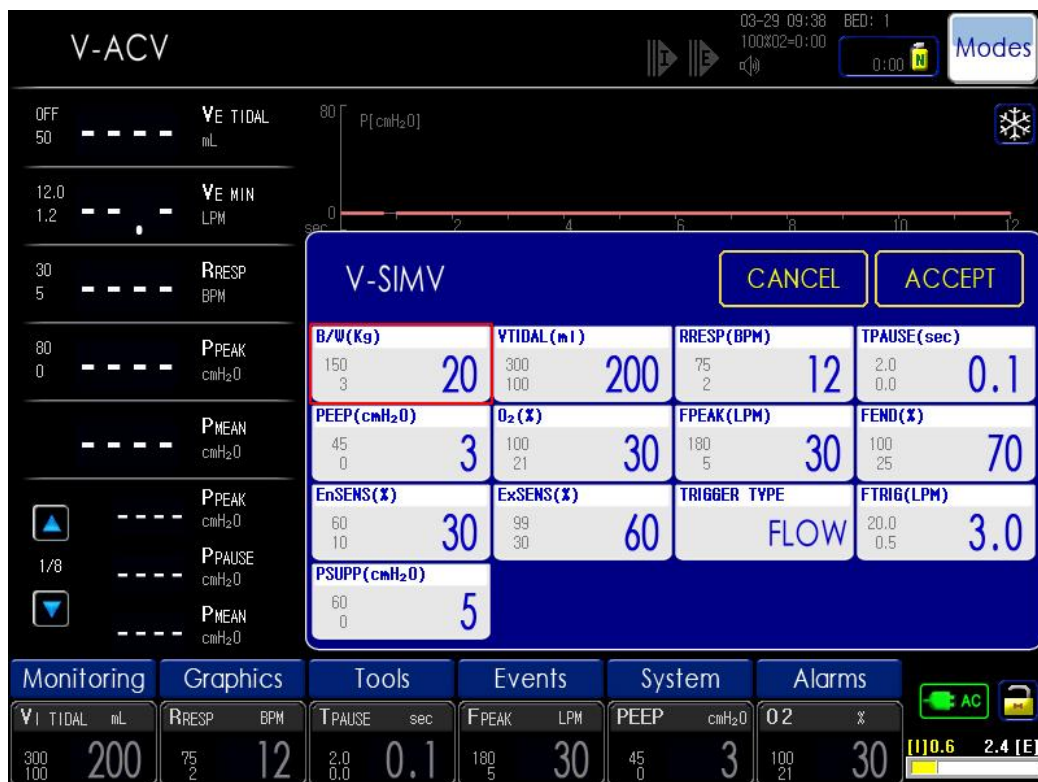 V-ACV
03-29 09:38 BED: 1
100%O2=0:00
I E
0:00 N
Modes
OFF
50
---- VE TIDAL
mL
12.0
1.2
--.- VE MIN
LPM
30
5
---- RRESP
BPM
80
0
---- PPEAK
cmH2O
---- PMEAN
cmH2O
---- PPEAK
cmH2O
1/8
---- PPAUSE
cmH2O
---- PMEAN
cmH2O
80 P[cmH2O]
0
sec 2 4 6 8 10 12
V-SIMV CANCEL ACCEPT
B/W(Kg) VTIDAL(ml) RRESP(BPM) TPAUSE(sec)
150 300 75 2.0
3 100 2 0.0
20 200 12 0.1
PEEP(cmH2O) O2(%) FPEAK(LPM) FEND(%)
45 100 180 100
0 21 5 25
3 30 30 70
EnSENS(%) ExSENS(%) TRIGGER TYPE FTRIG(LPM)
60 99 20.0
10 30 0.5
30 60 FLOW 3.0
PSUPP(cmH2O)
60
0
5
Monitoring Graphics Tools Events System Alarms
VI TIDAL mL RRESP BPM TPAUSE sec FPEAK LPM PEEP cmH2O O2 %
300 75 2.0 180 45 100
100 2 0.0 5 0 21
200 12 0.1 30 3 30
AC
[I]0.6 2.4 [E]